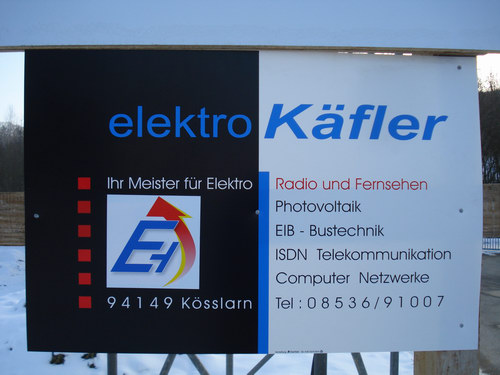 elektro Käfler
Ihr Meister für Elektro
EH
94149 Kösslarn
Radio und Fernsehen
Photovoltaik
EIB - Bustechnik
ISDN Telekommunikation
Computer Netzwerke
Tel : 08536/91007